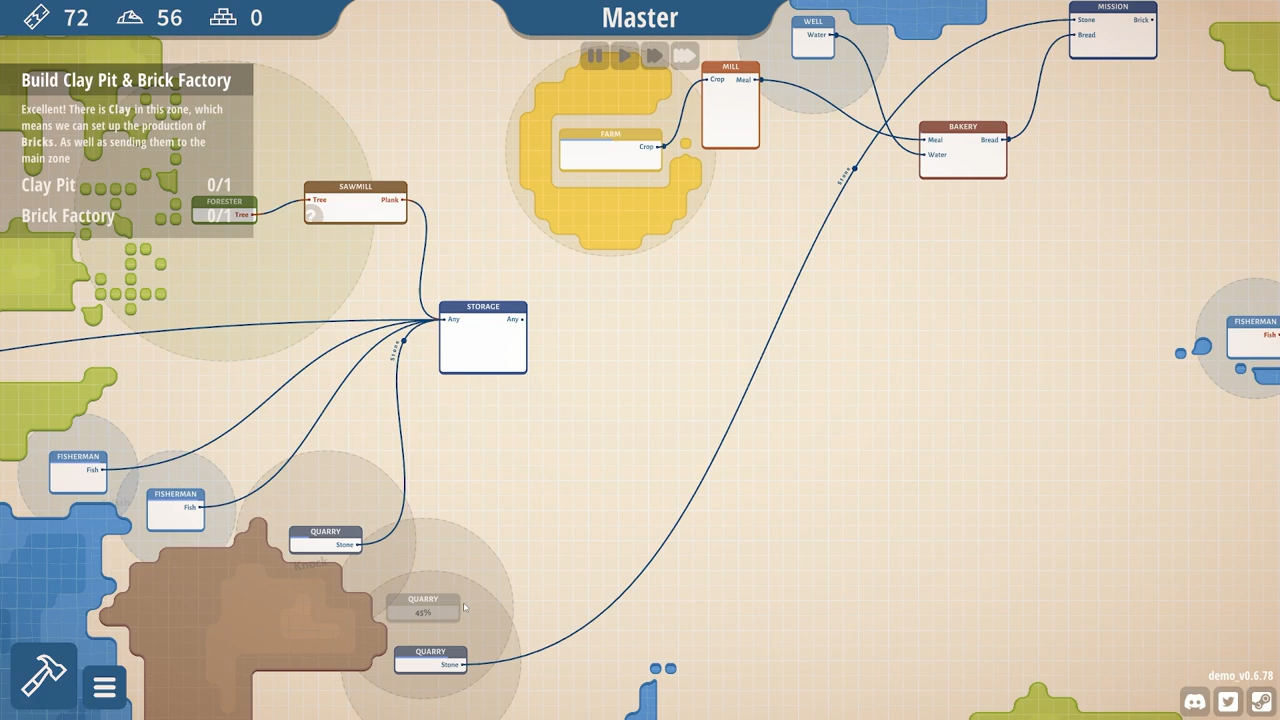 72 56 0
Master
Build Clay Pit & Brick Factory
Excellent! There is Clay in this zone, which
means we can set up the production of
Bricks. As well as sending them to the
main zone
Clay Pit 0/1
Brick Factory 0/1
FORESTER
Tree
SAWMILL
Tree Plank
?
FARM
Crop
MILL
Crop Meal
WELL
Water
MISSION
Stone Brick
Bread
BAKERY
Meal Bread
Water
Stone
STORAGE
Any Any
Stone
FISHERMAN
Fish
FISHERMAN
Fish
FISHERMAN
Fish
QUARRY
Stone
Knock
QUARRY
45%
QUARRY
Stone
demo_v0.6.78